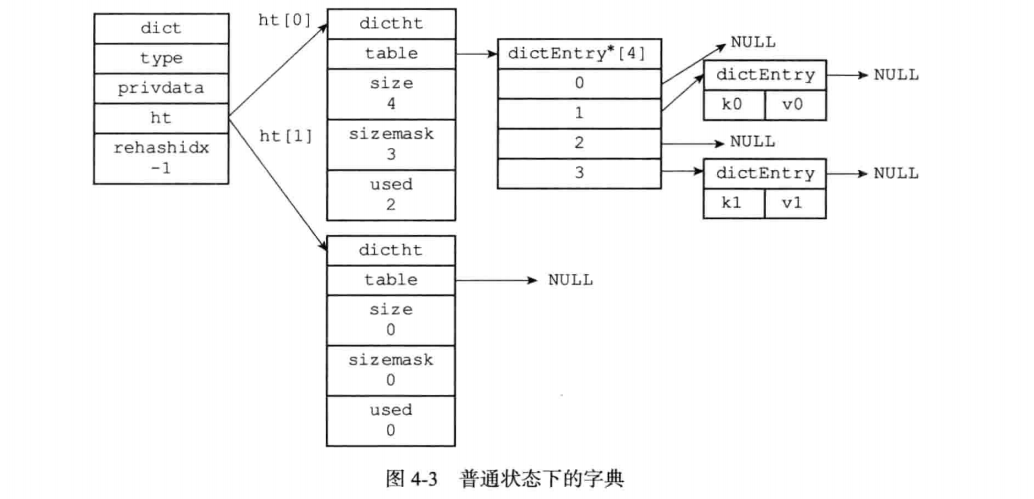 dict
type
privdata
ht
rehashidx
-1
ht[0]
ht[1]
dictht
table
size
4
sizemask
3
used
2
dictEntry*[4]
0
1
2
3
NULL
dictEntry
k0 v0
NULL
NULL
dictEntry
k1 v1
NULL
dictht
table
NULL
size
0
sizemask
0
used
0
图 4-3 普通状态下的字典